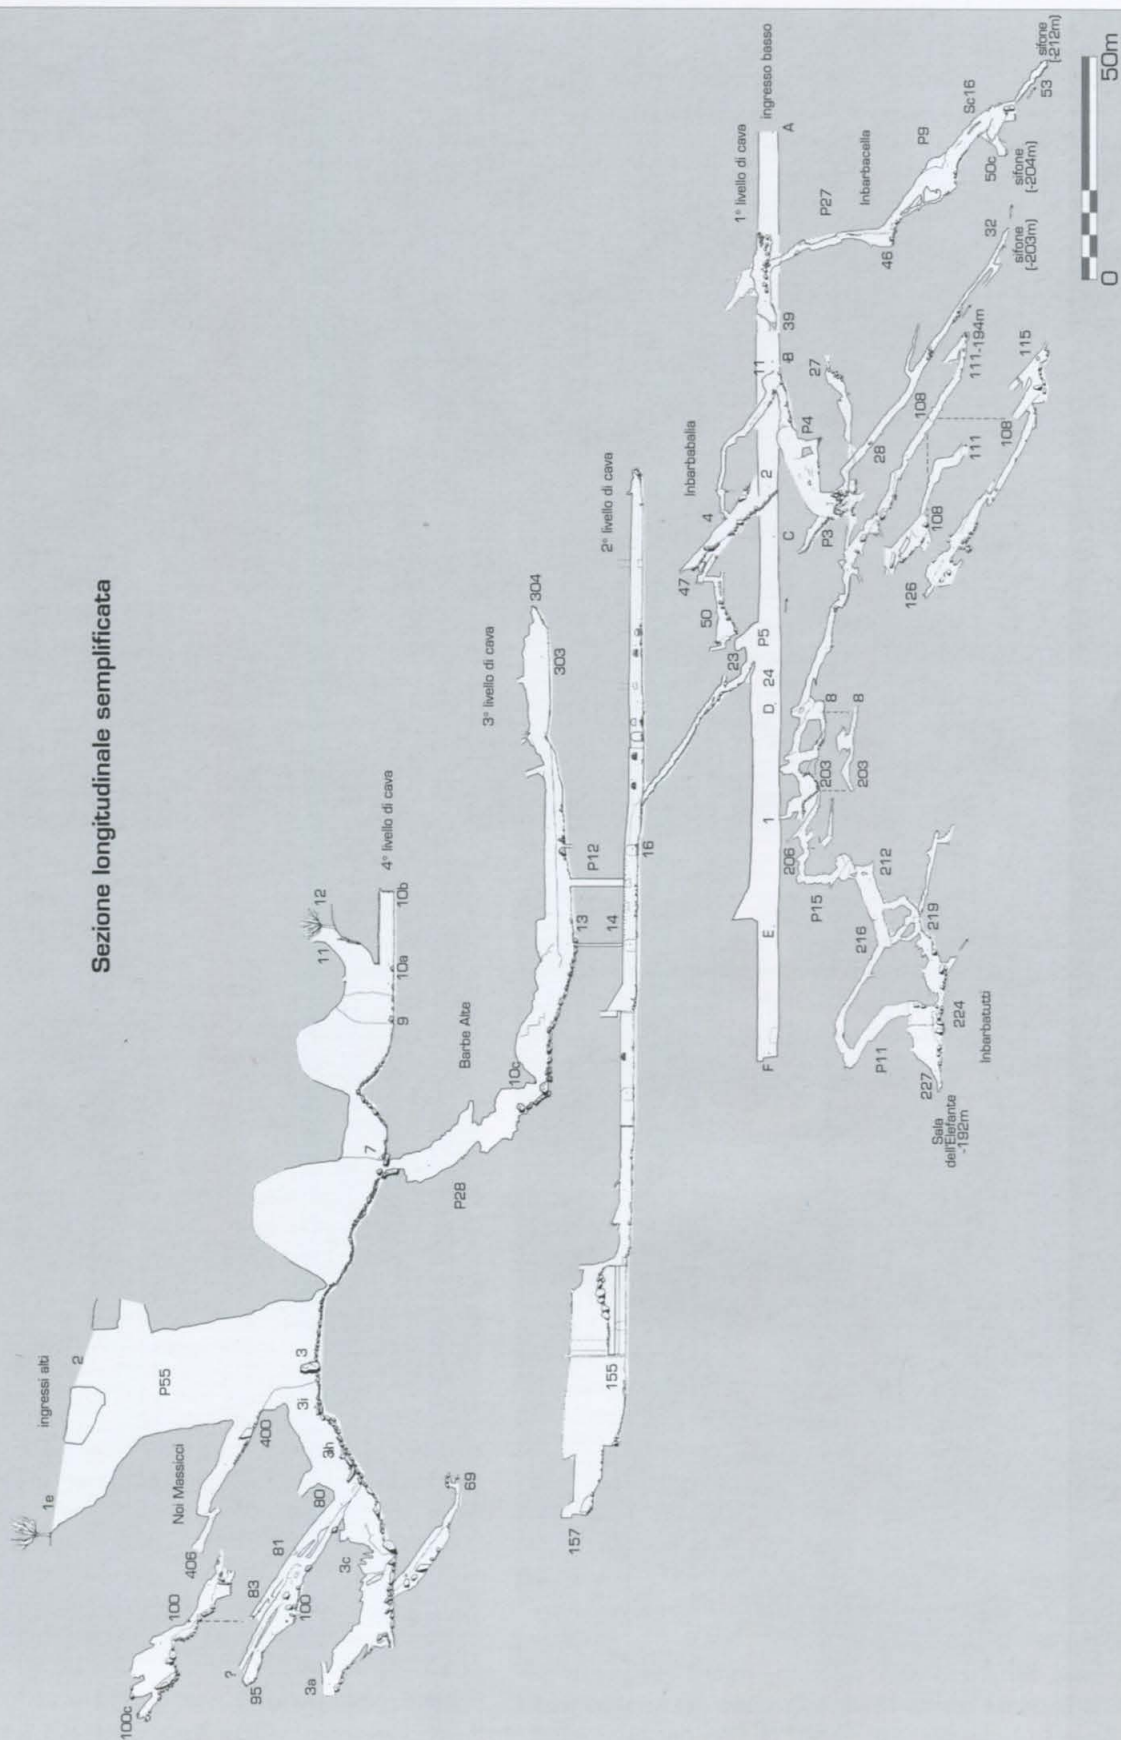 Sezione longitudinale semplificata
ingressi alti
1e
2
P55
3
3i
3h
400
Noi Massicci
406
100
100c
80
81
83
100
?
95
3c
3a
69
7
9
10a
10b
11
12
4° livello di cava
P28
Barbe Alte
10c
3° livello di cava
303
304
13
14
P12
16
2° livello di cava
155
157
1° livello di cava
ingresso basso
A
B
C
D
E
F
39
11
2
1
Inbarbabalia
4
47
50
23
24
P5
P27
Inbarbacella
46
P9
Sc16
50c
53
sifone
(-212m)
sifone
(-204m)
32
sifone
(-203m)
27
P4
P3
28
108
111-194m
108
111
108
115
126
8
8
203
203
206
P15
212
216
219
P11
224
227
Inbarbatutti
Sala
dell'Elefante
-192m
0
50m